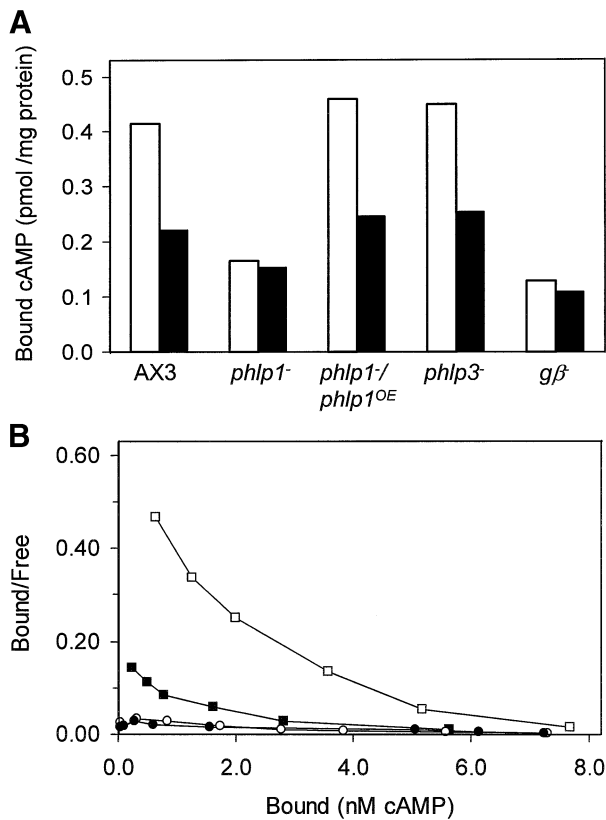 A
Bound cAMP (pmol /mg protein)
0.5
0.4
0.3
0.2
0.1
0.0
AX3
phlp1-
phlp1-/
phlp1OE
phlp3-
gβ-
B
Bound/Free
0.60
0.40
0.20
0.00
0.0
2.0
4.0
6.0
8.0
Bound (nM cAMP)